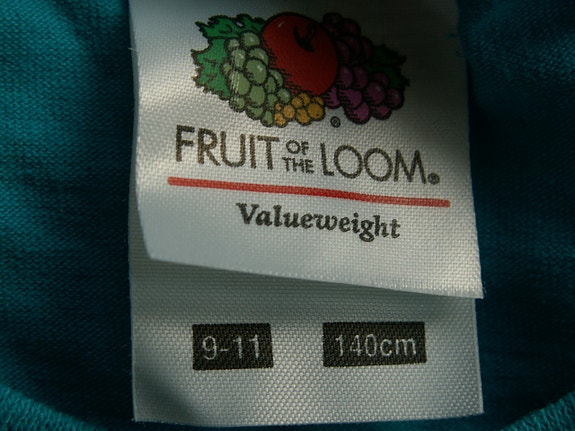 ®
FRUIT OF THE LOOM®
Valueweight
9-11 140cm